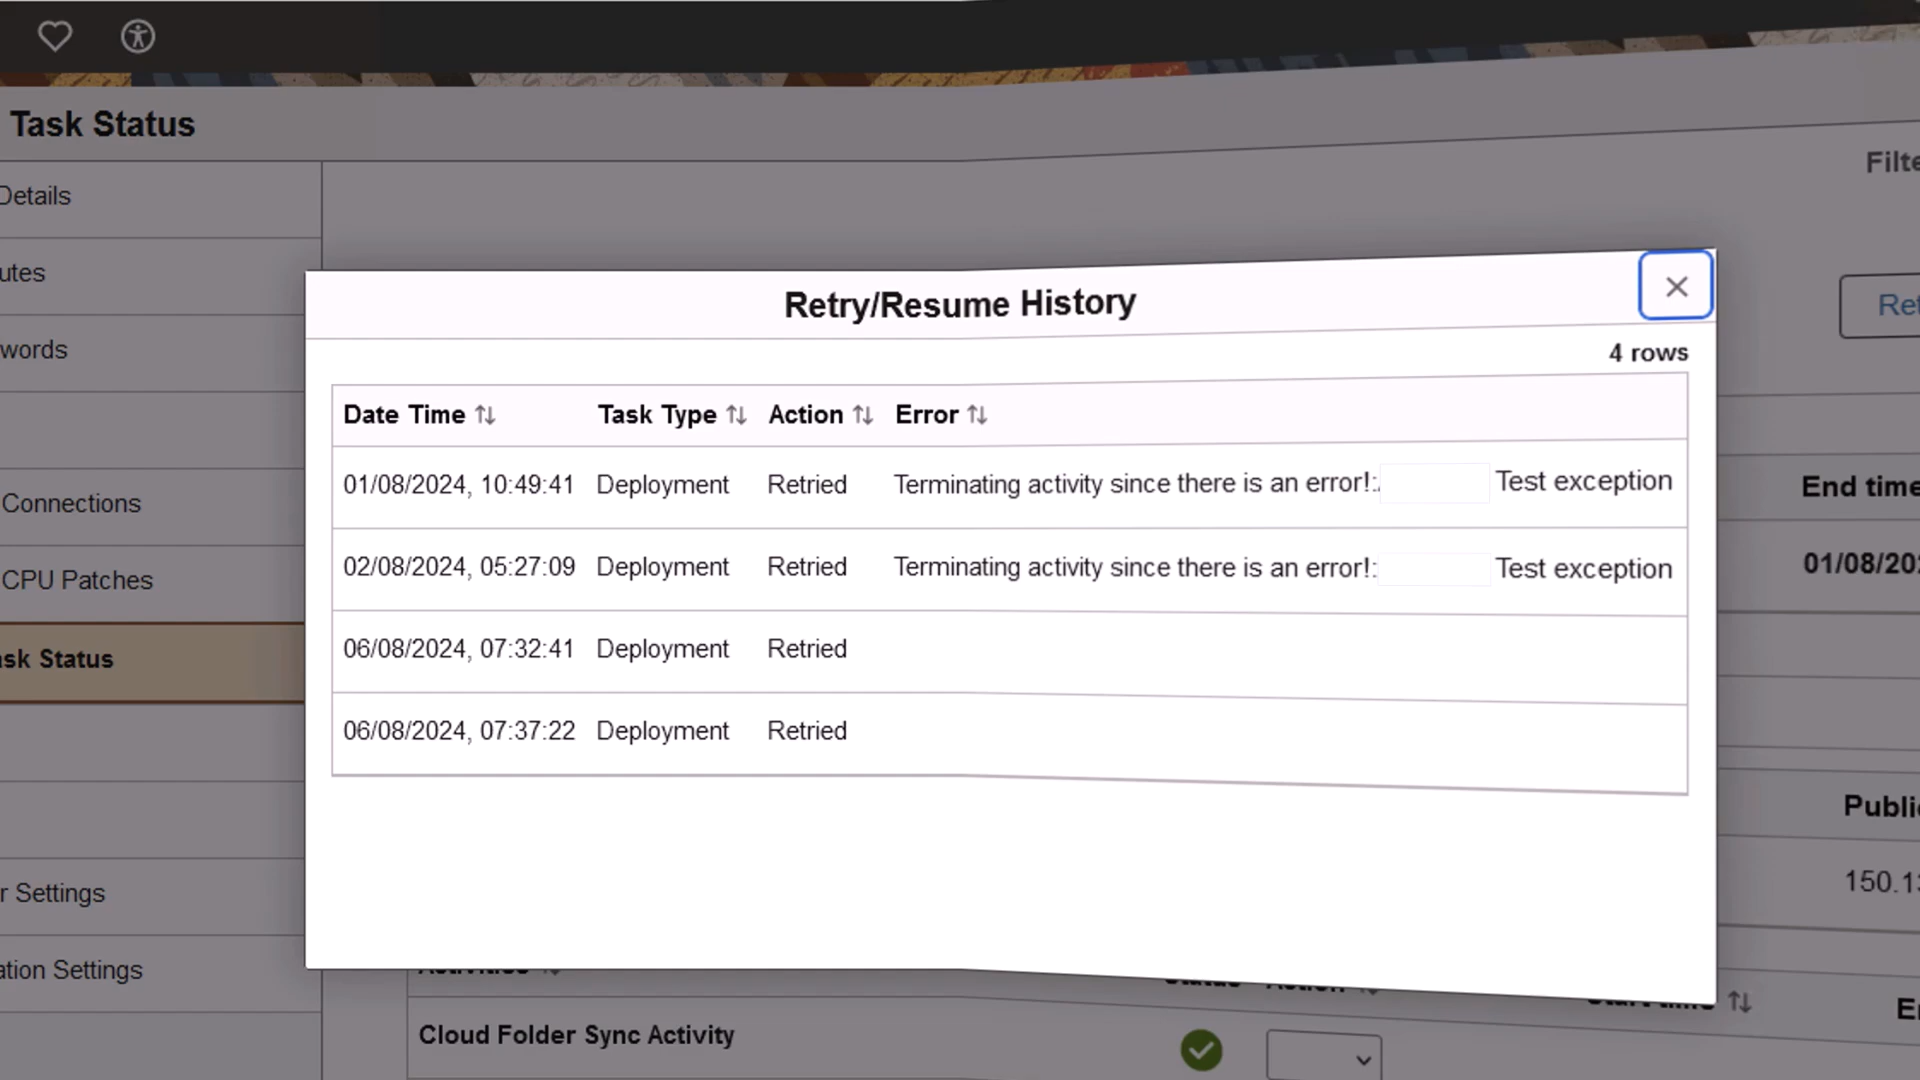 Task Status
Details
utes
words
Connections
CPU Patches
sk Status
r Settings
ation Settings
Filte
Ret
Retry/Resume History
4 rows
Date Time Task Type Action Error
01/08/2024, 10:49:41 Deployment Retried Terminating activity since there is an error!:. Test exception
02/08/2024, 05:27:09 Deployment Retried Terminating activity since there is an error!: Test exception
06/08/2024, 07:32:41 Deployment Retried
06/08/2024, 07:37:22 Deployment Retried
End time
01/08/202
Public
150.13
Cloud Folder Sync Activity